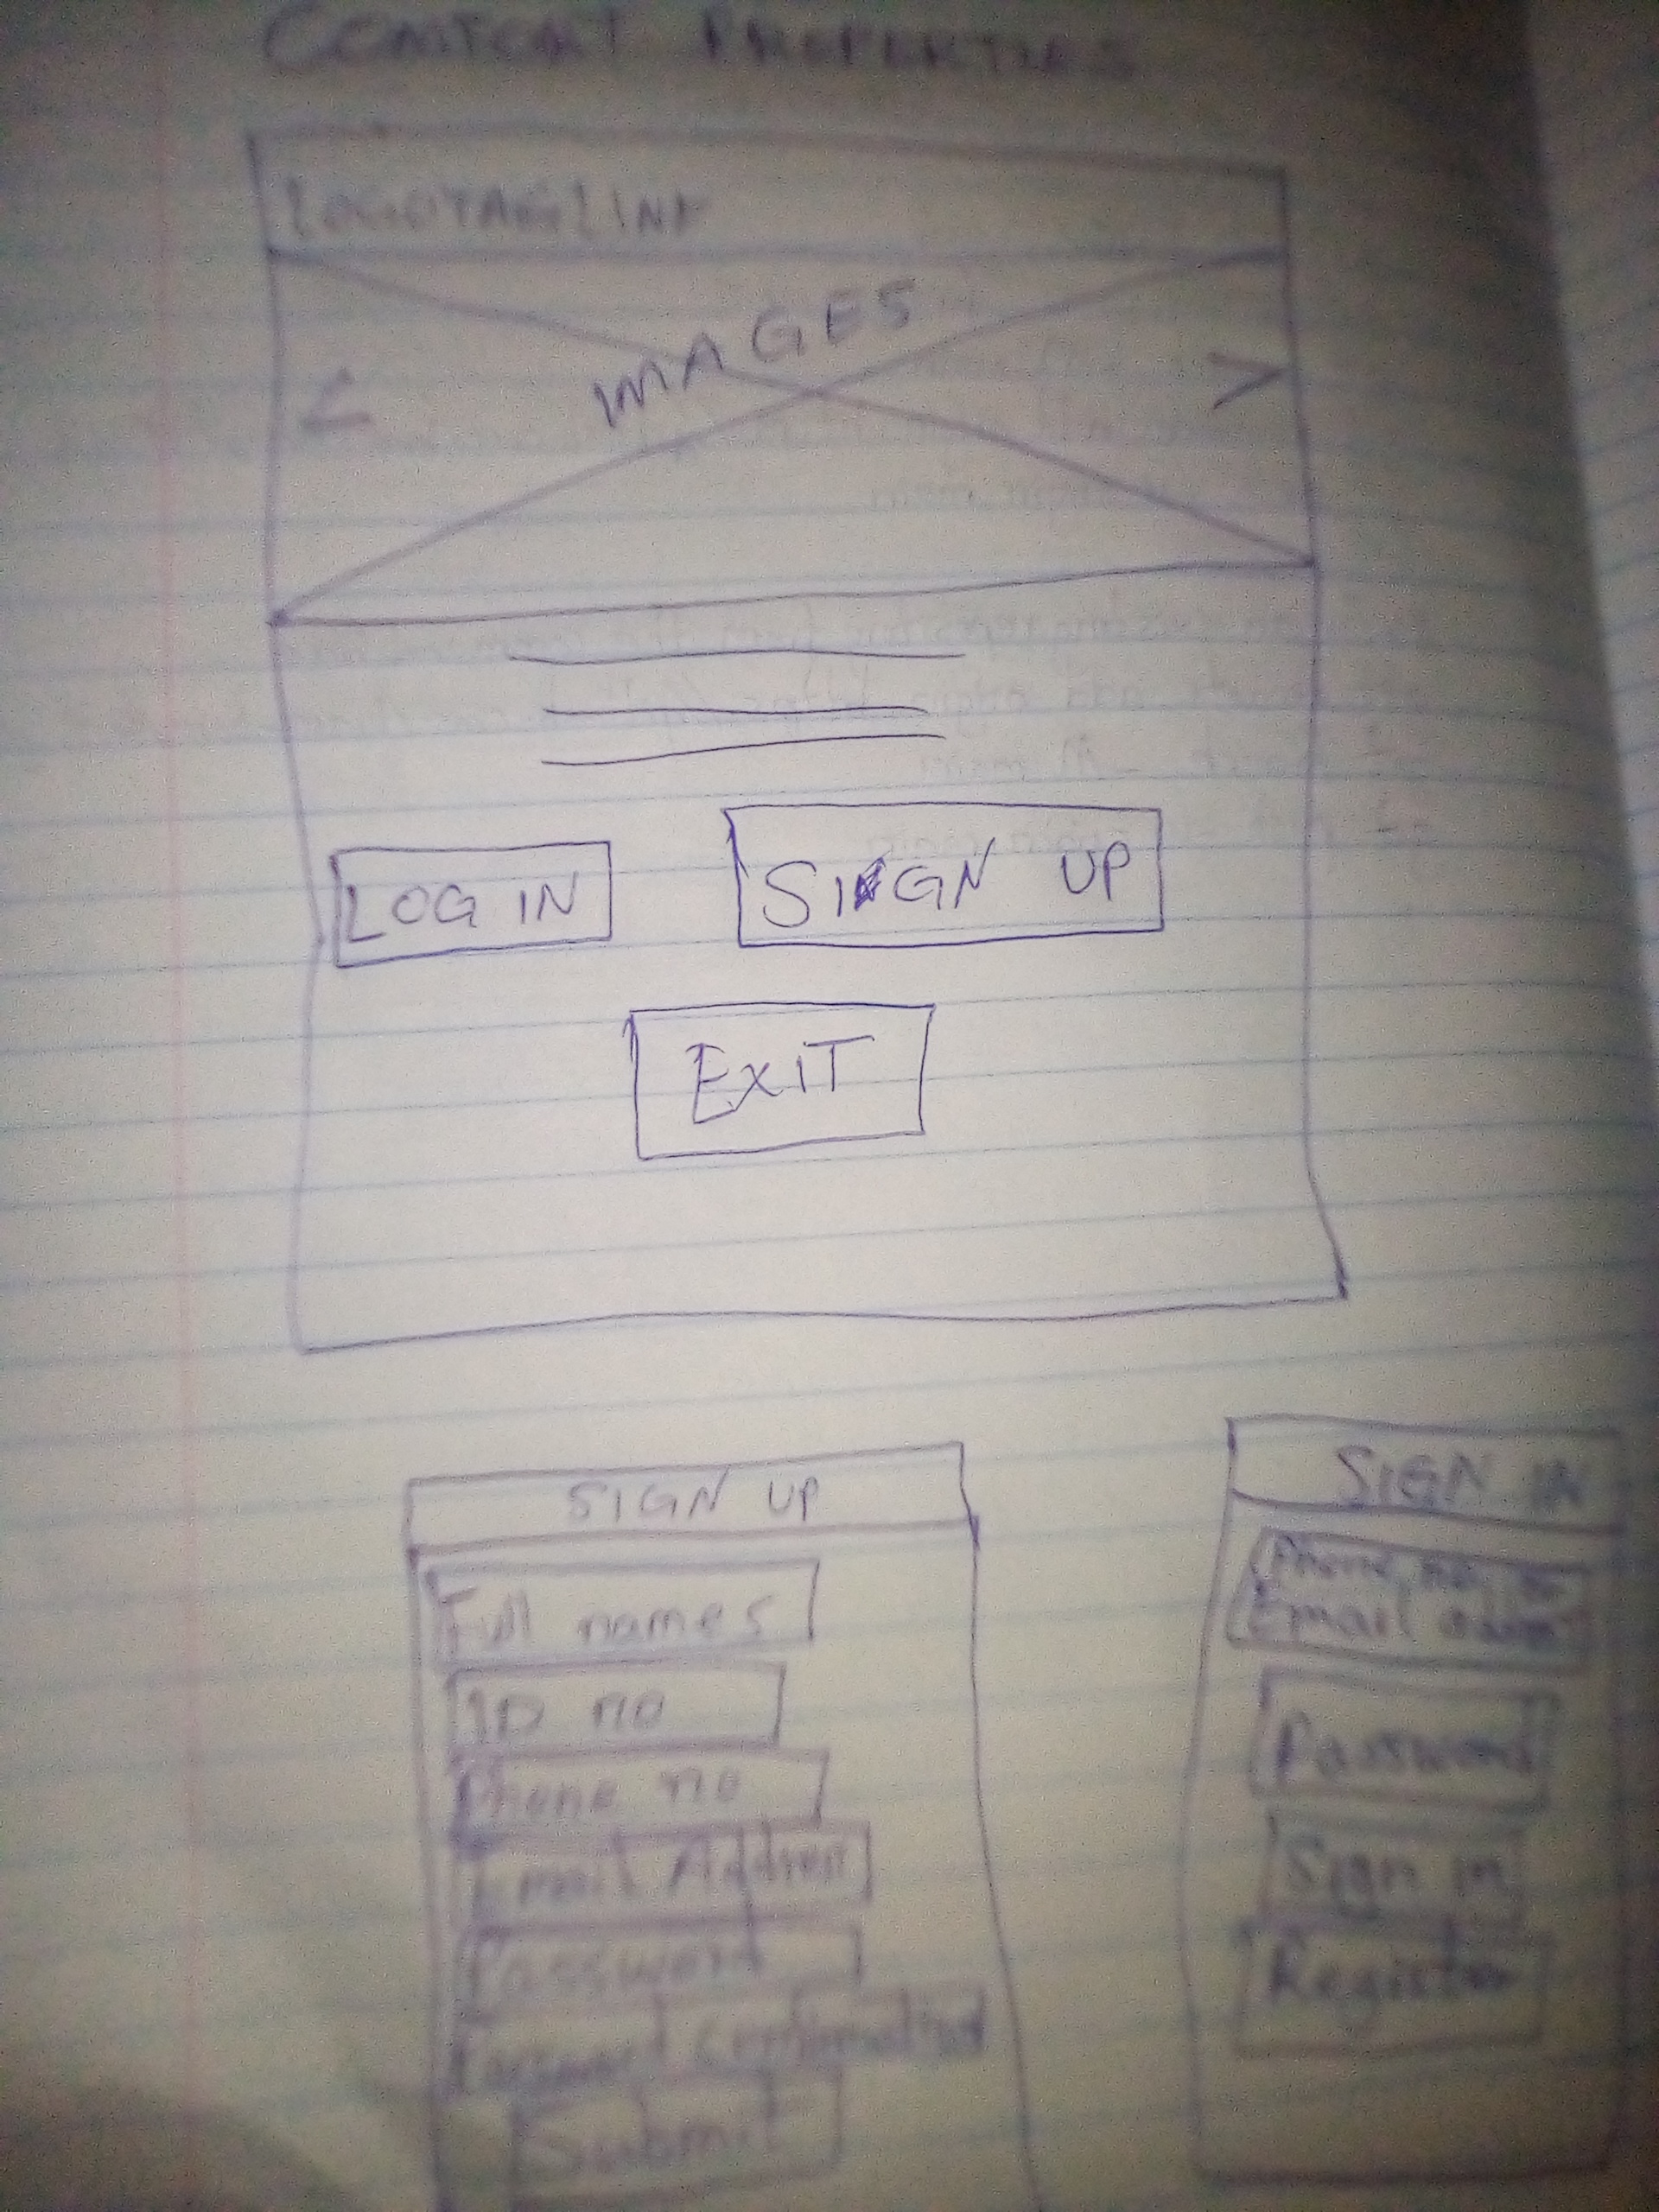 COMFORT PROPERTIES
LOGO TAGLINE
IMAGES
<
>
LOG IN
SIGN UP
EXIT
SIGN UP
Full names
ID no
Phone no
Email Address
Password
Password confirmation
Submit
SIGN IN
Phone no or
Email
Password
Sign in
Register